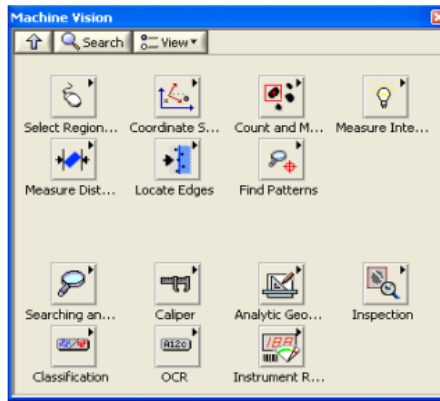 Machine Vision
Search View
Select Region... Coordinate S... Count and M... Measure Inte...
Measure Dist... Locate Edges Find Patterns
Searching an... Caliper Analytic Geo... Inspection
A12c
Classification OCR Instrument R...